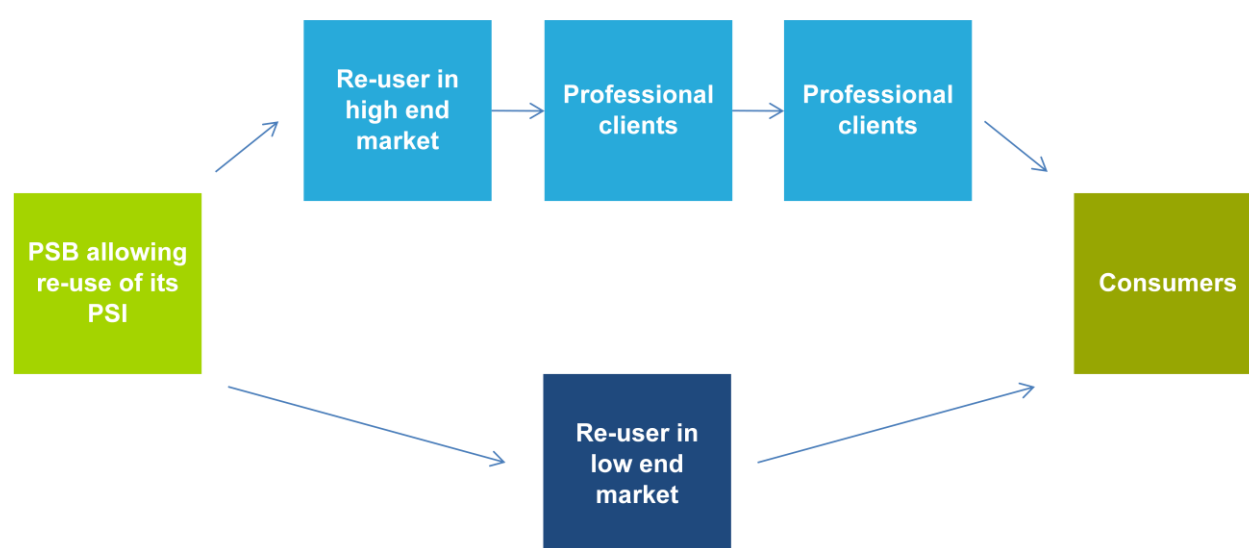 Re-user in
high end
market
Professional
clients
Professional
clients
PSB allowing
re-use of its
PSI
Consumers
Re-user in
low end
market